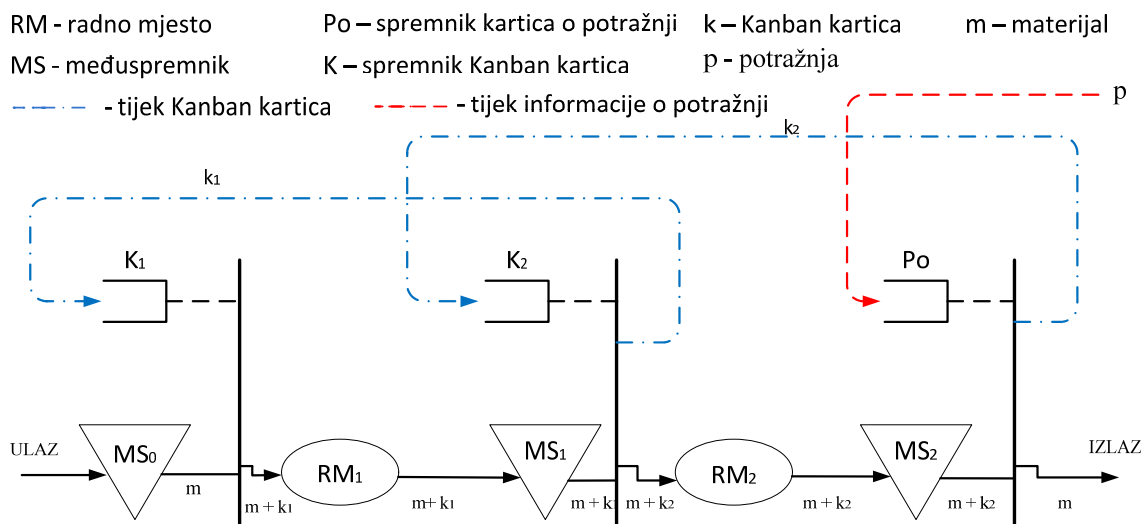 RM - radno mjesto Po – spremnik kartica o potražnji k – Kanban kartica m – materijal
MS - međuspremnik K – spremnik Kanban kartica p - potražnja
- tijek Kanban kartica - tijek informacije o potražnji p
k2
k1
K1 K2 Po
ULAZ MS0 RM1 MS1 RM2 MS2 IZLAZ
m m + k1 m + k1 m + k1 m + k2 m + k2 m + k2 m